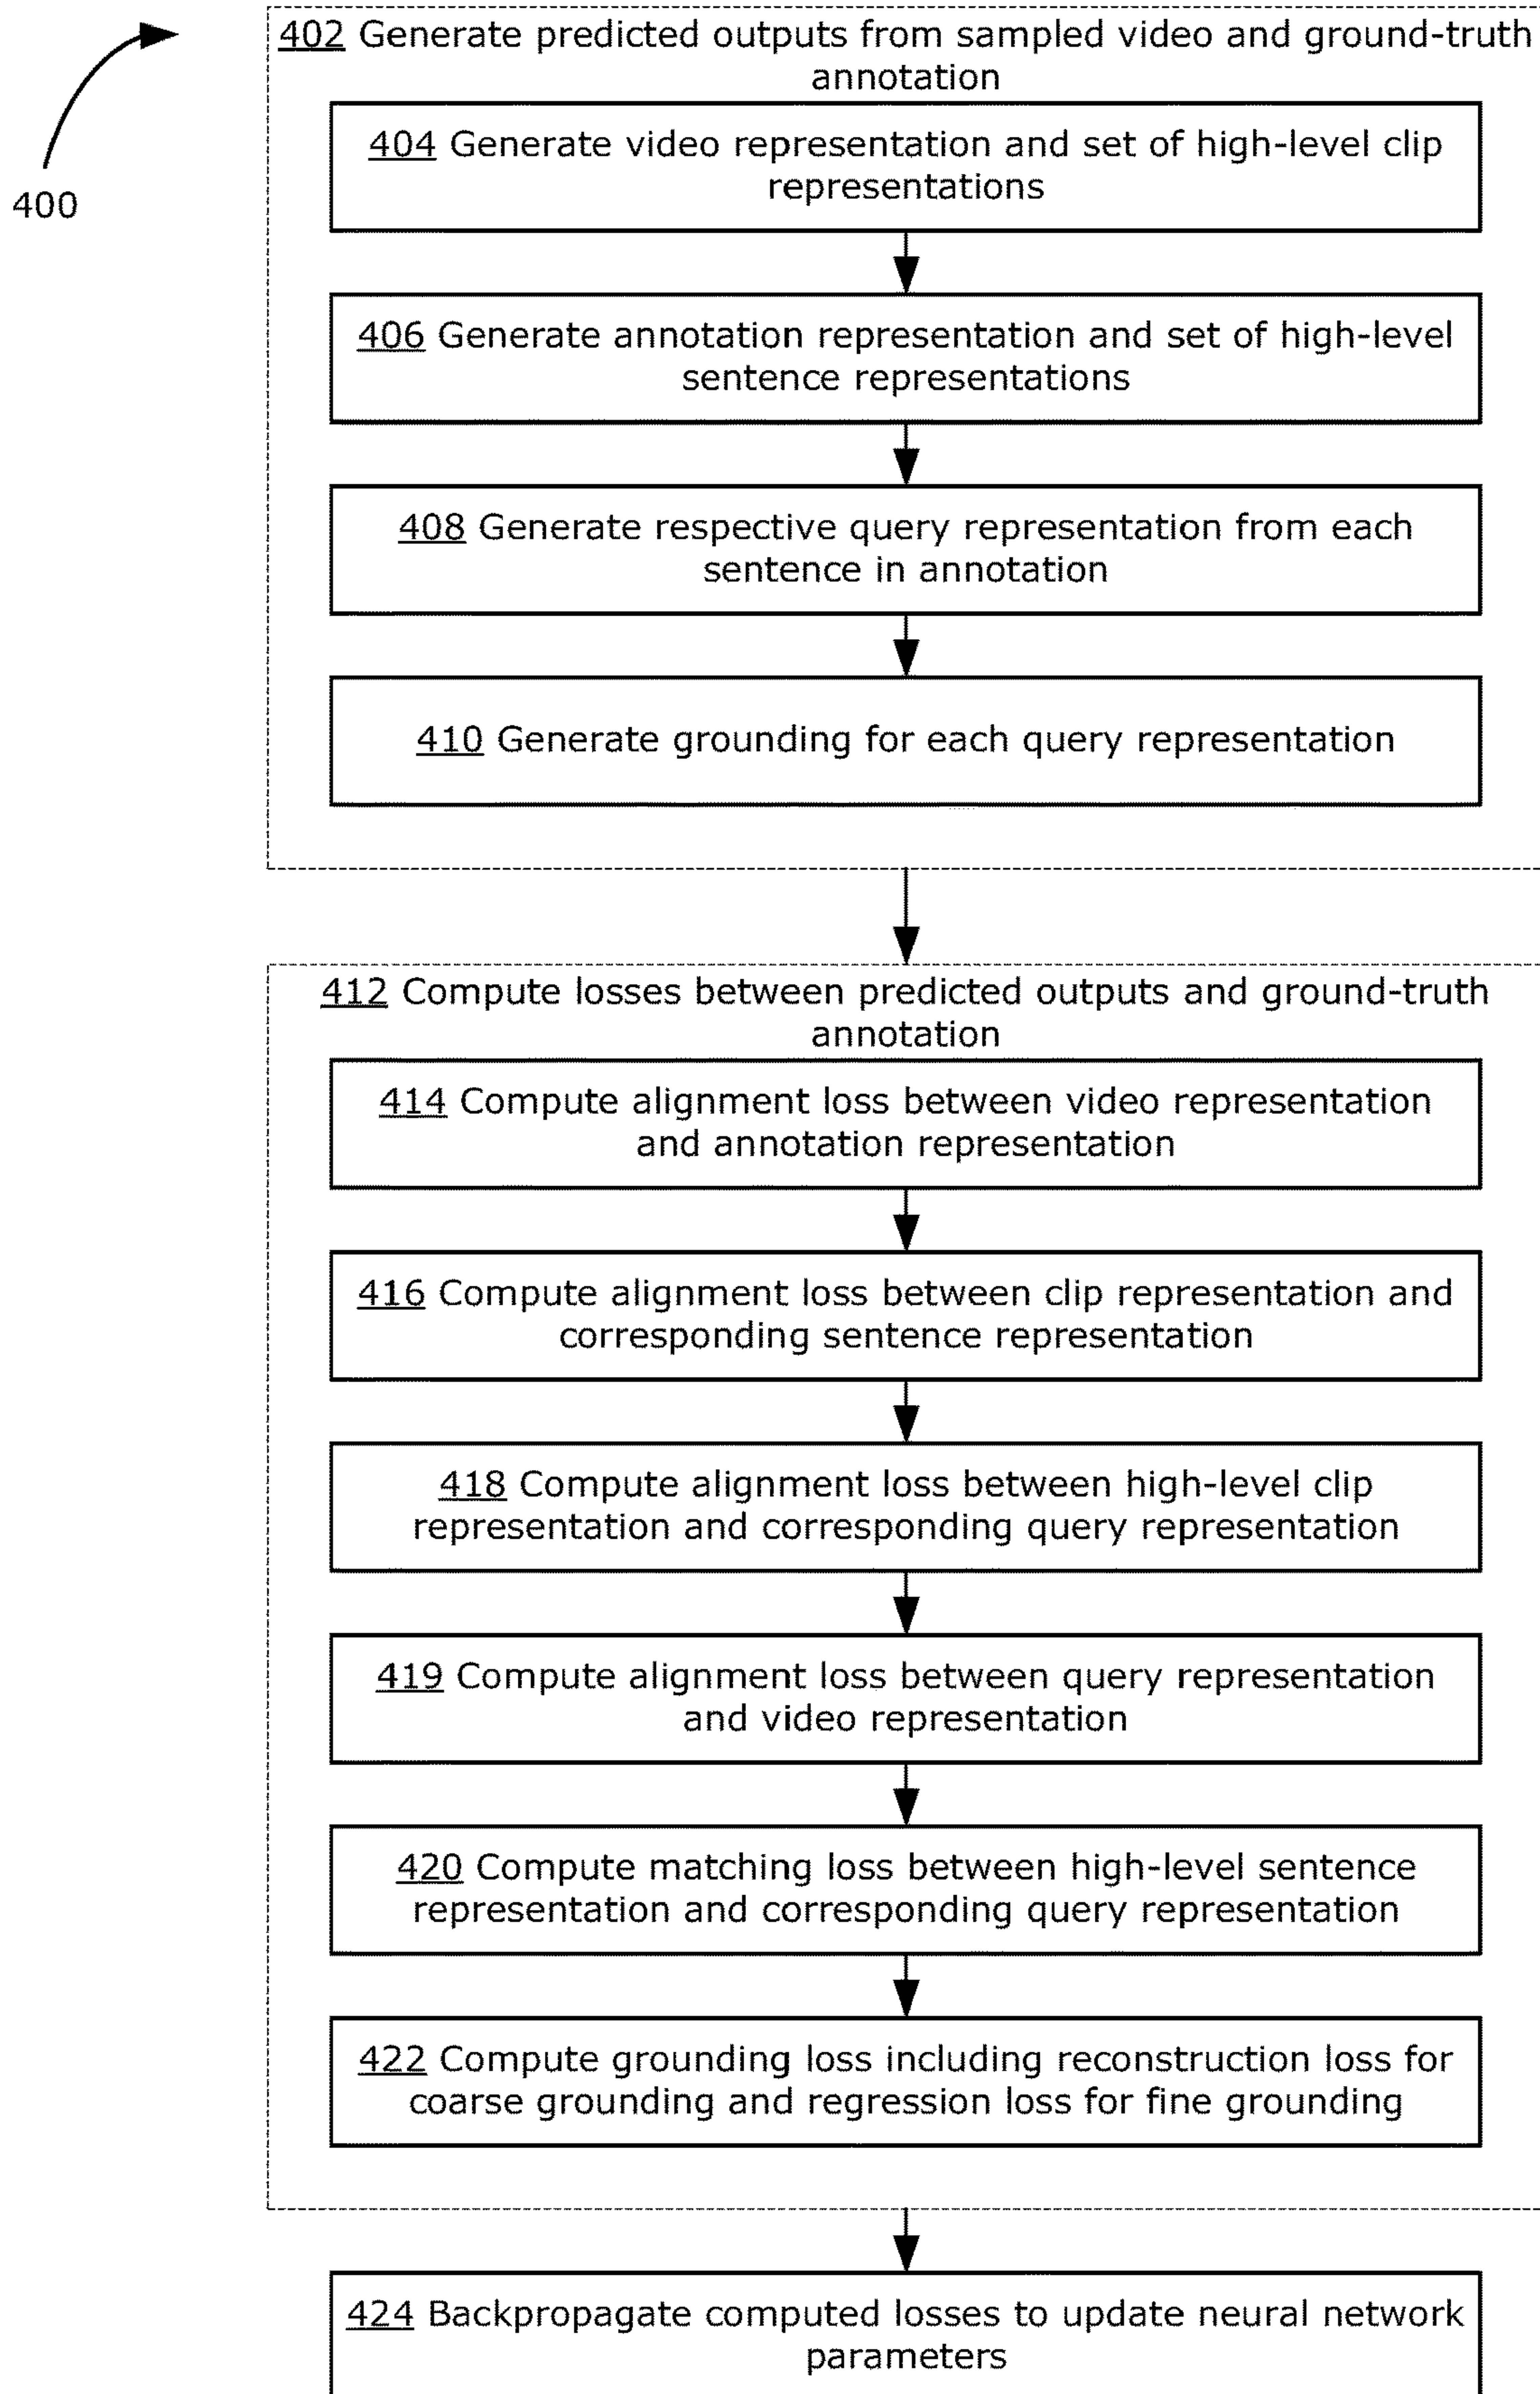 402 Generate predicted outputs from sampled video and ground-truth
annotation
404 Generate video representation and set of high-level clip
representations
400
406 Generate annotation representation and set of high-level
sentence representations
408 Generate respective query representation from each
sentence in annotation
410 Generate grounding for each query representation
412 Compute losses between predicted outputs and ground-truth
annotation
414 Compute alignment loss between video representation
and annotation representation
416 Compute alignment loss between clip representation and
corresponding sentence representation
418 Compute alignment loss between high-level clip
representation and corresponding query representation
419 Compute alignment loss between query representation
and video representation
420 Compute matching loss between high-level sentence
representation and corresponding query representation
422 Compute grounding loss including reconstruction loss for
coarse grounding and regression loss for fine grounding
424 Backpropagate computed losses to update neural network
parameters